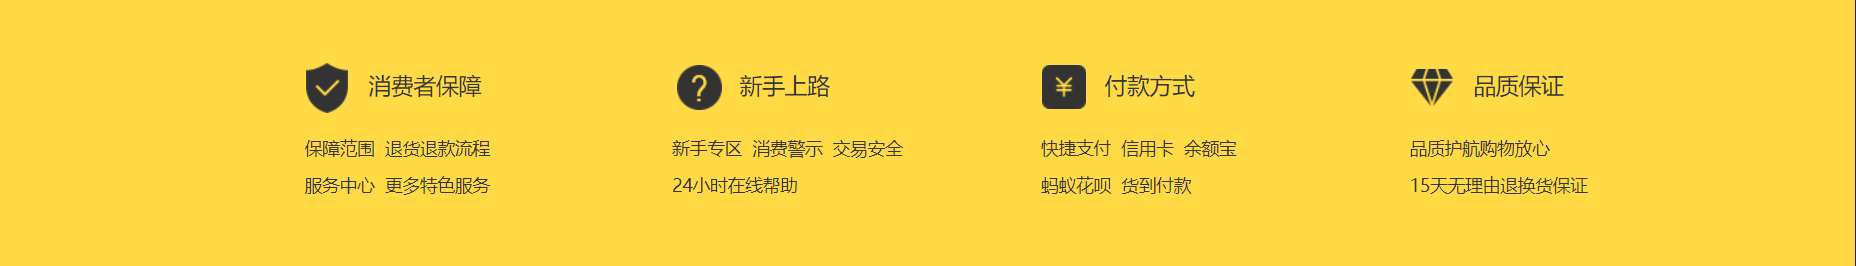 消费者保障
保障范围 退货退款流程
服务中心 更多特色服务
新手上路
新手专区 消费警示 交易安全
24小时在线帮助
¥ 付款方式
快捷支付 信用卡 余额宝
蚂蚁花呗 货到付款
品质保证
品质护航购物放心
15天无理由退换货保证